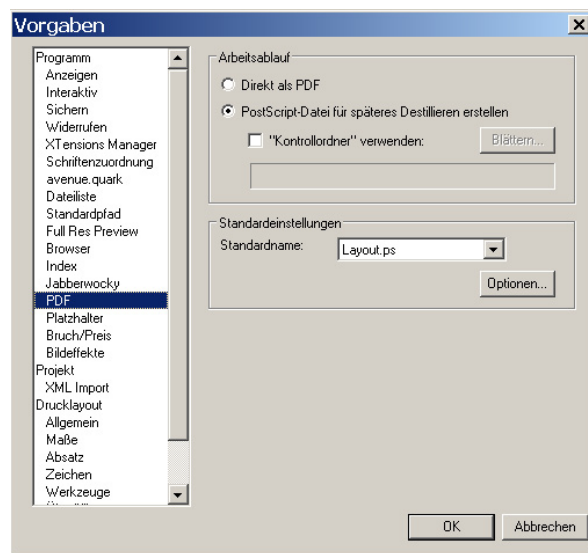 Vorgaben
Programm
Anzeigen
Interaktiv
Sichern
Widerrufen
XTensions Manager
Schriftenzuordnung
avenue.quark
Dateiliste
Standardpfad
Full Res Preview
Browser
Index
Jabberwocky
PDF
Platzhalter
Bruch/Preis
Bildeffekte
Projekt
XML Import
Drucklayout
Allgemein
Maße
Absatz
Zeichen
Werkzeuge
Arbeitsablauf
Direkt als PDF
PostScript-Datei für späteres Destillieren erstellen
"Kontrollordner" verwenden:
Blättern...
Standardeinstellungen
Standardname:
Layout.ps
Optionen...
OK
Abbrechen